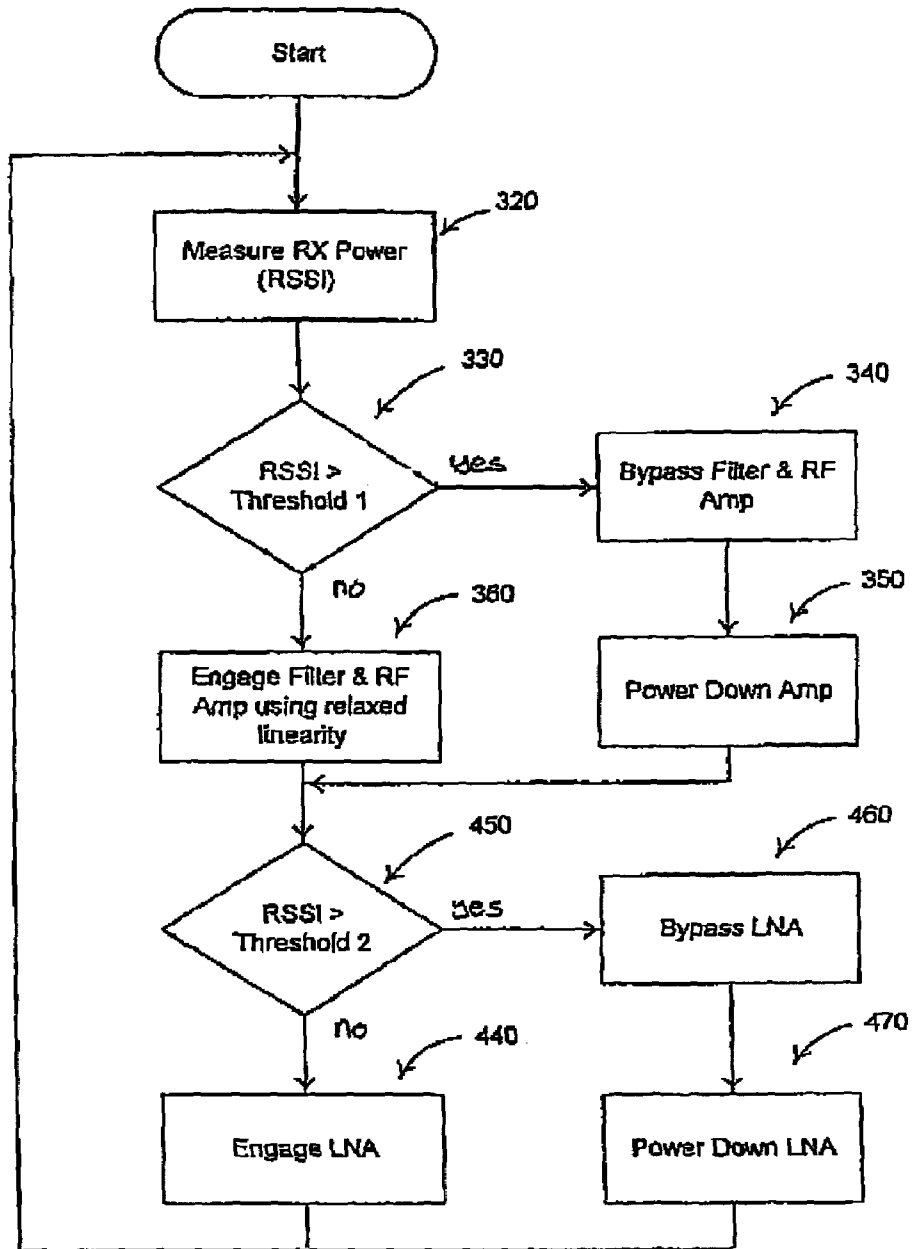 Start
320
Measure RX Power
(RSSI)
330
RSSI >
Threshold 1
yes
340
Bypass Filter & RF
Amp
no
360
350
Engage Filter & RF
Amp using relaxed
linearity
Power Down Amp
450
RSSI >
Threshold 2
yes
460
Bypass LNA
no
440
470
Engage LNA
Power Down LNA